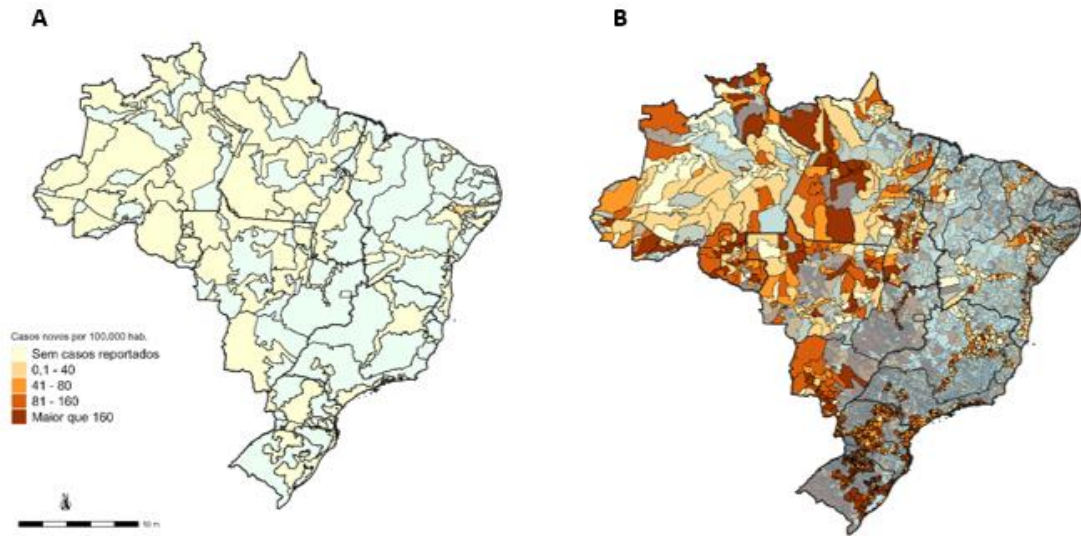 A
B
Casos novos por 100,000 hab.
Sem casos reportados
0,1 - 40
41 - 80
81 - 160
Maior que 160